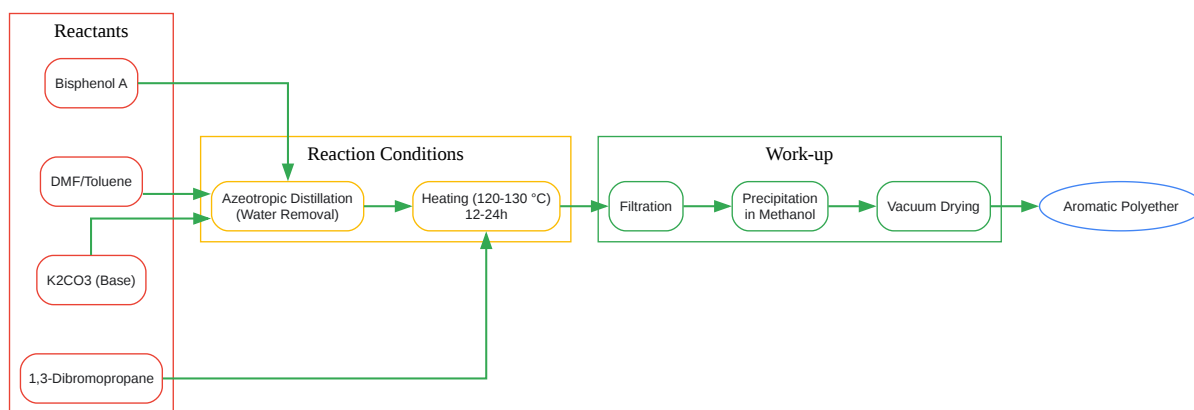 Reactants
Bisphenol A
DMF/Toluene
K2CO3 (Base)
1,3-Dibromopropane
Reaction Conditions
Azeotropic Distillation
(Water Removal)
Heating (120-130 °C)
12-24h
Work-up
Filtration
Precipitation
in Methanol
Vacuum Drying
Aromatic Polyether